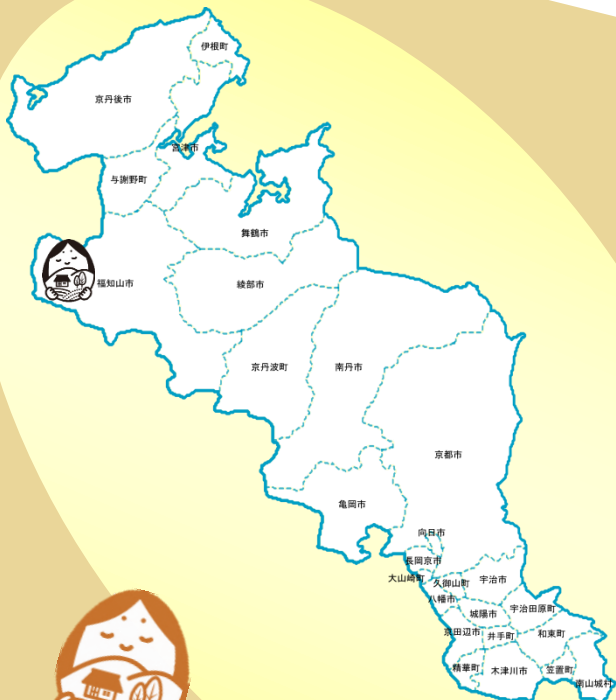 伊根町
京丹後市
宮津市
与謝野町
舞鶴市
福知山市
綾部市
京丹波町
南丹市
京都市
亀岡市
向日市
長岡京市
大山崎町
久御山町
宇治市
八幡市
城陽市
宇治田原町
京田辺市
井手町
和東町
精華町
木津川市
笠置町
南山城村